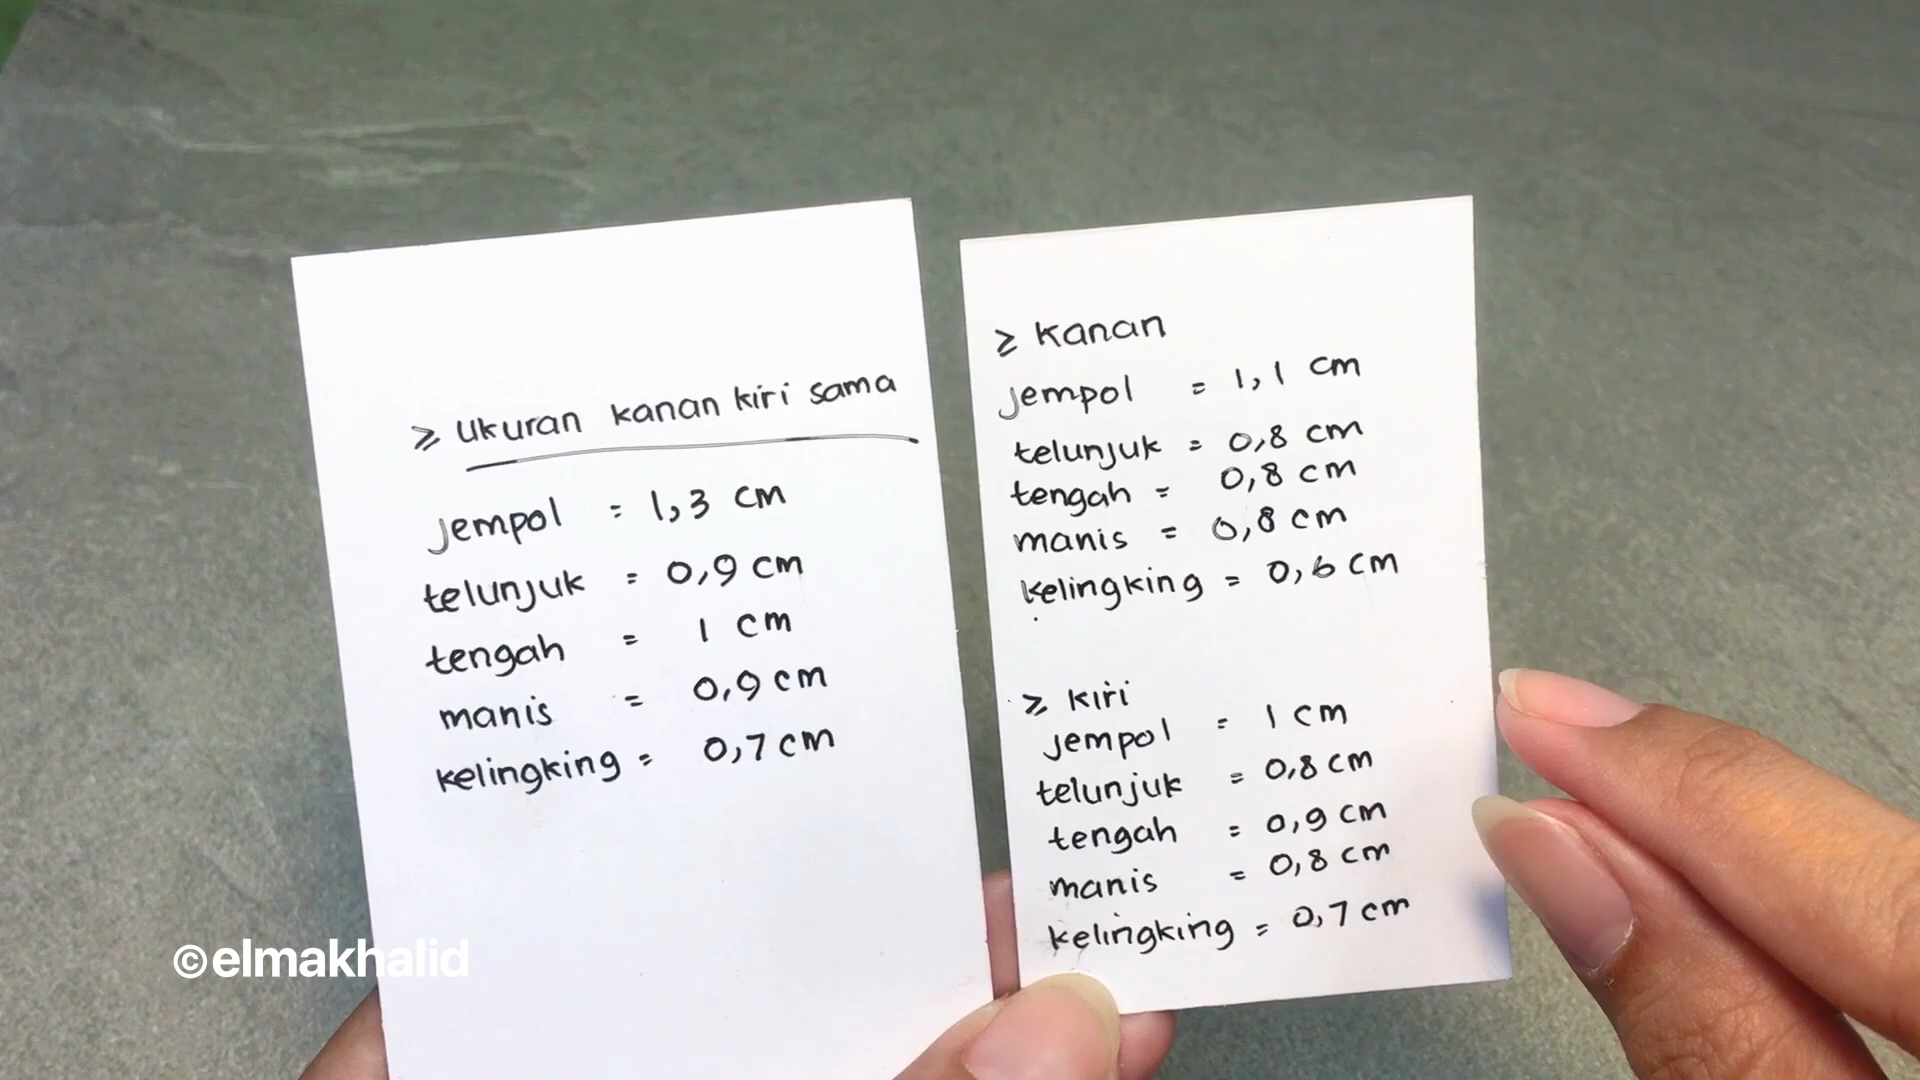 ≥ Ukuran kanan kiri sama
jempol = 1,3 cm
telunjuk = 0,9 cm
tengah = 1 cm
manis = 0,9 cm
kelingking = 0,7 cm
≥ Kanan
jempol = 1,1 cm
telunjuk = 0,8 cm
tengah = 0,8 cm
manis = 0,8 cm
kelingking = 0,6 cm
≥ Kiri
jempol = 1 cm
telunjuk = 0,8 cm
tengah = 0,9 cm
manis = 0,8 cm
kelingking = 0,7 cm
©elmakhalid